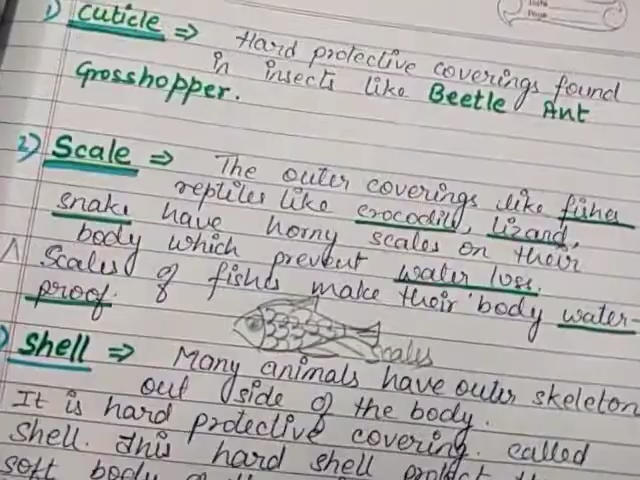 1) Cuticle ⇒ Hard protective coverings found
in insects like Beetle Ant
Grosshopper.
2) Scale ⇒ The outer coverings like fishes
reptiles like crocodile, lizard,
snake have horny scales on their
body which prevent water loss.
Scales of fishes make their body water-
proof.
Scales
Shell ⇒ Many animals have outer skeleton
out side of the body.
It is hard protective covering. called
shell. this hard shell protect
soft body of